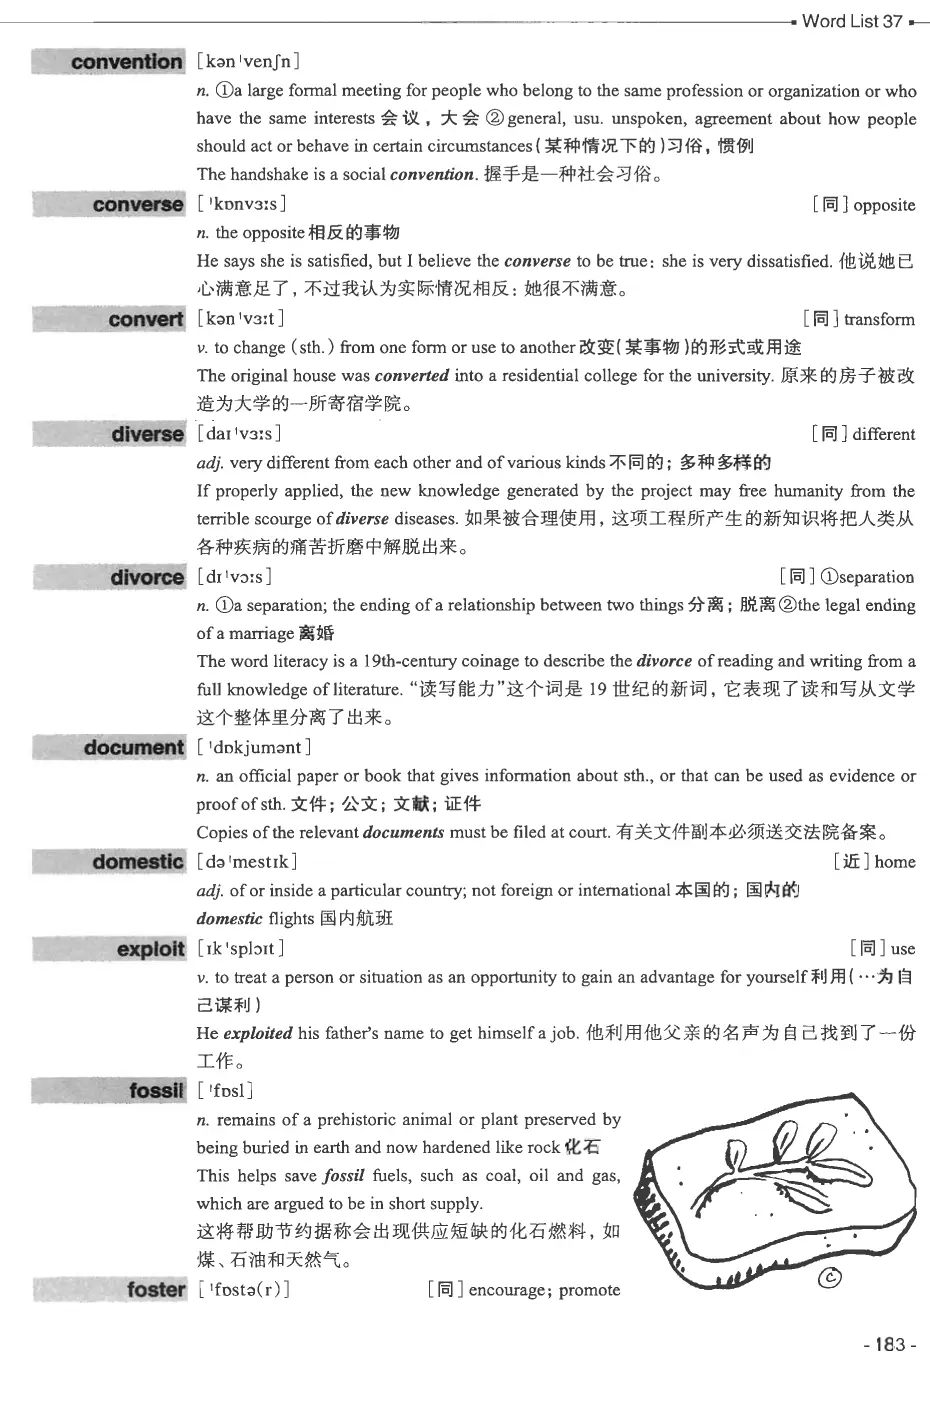 Word List 37
convention [kənˈvenʃn]
n. ①a large formal meeting for people who belong to the same profession or organization or who
have the same interests 会议，大会 ②general, usu. unspoken, agreement about how people
should act or behave in certain circumstances (某种情况下的)习俗，惯例
The handshake is a social convention. 握手是一种社会习俗。
converse [ˈkɒnvɜːs] [同] opposite
n. the opposite 相反的事物
He says she is satisfied, but I believe the converse to be true: she is very dissatisfied. 他说她已
心满意足了，不过我认为实际情况相反：她很不满意。
convert [kənˈvɜːt] [同] transform
v. to change (sth.) from one form or use to another 改变(某事物)的形式或用途
The original house was converted into a residential college for the university. 原来的房子被改
造为大学的一所寄宿学院。
diverse [daɪˈvɜːs] [同] different
adj. very different from each other and of various kinds 不同的；多种多样的
If properly applied, the new knowledge generated by the project may free humanity from the
terrible scourge of diverse diseases. 如果被合理使用，这项工程所产生的新知识将把人类从
各种疾病的痛苦折磨中解脱出来。
divorce [dɪˈvɔːs] [同] ①separation
n. ①a separation; the ending of a relationship between two things 分离；脱离 ②the legal ending
of a marriage 离婚
The word literacy is a 19th-century coinage to describe the divorce of reading and writing from a
full knowledge of literature. “读写能力”这个词是 19 世纪的新词，它表现了读和写从文学
这个整体里分离了出来。
document [ˈdɒkjumənt]
n. an official paper or book that gives information about sth., or that can be used as evidence or
proof of sth. 文件；公文；文献；证件
Copies of the relevant documents must be filed at court. 有关文件副本必须送交法院备案。
domestic [dəˈmestɪk] [近] home
adj. of or inside a particular country; not foreign or international 本国的；国内的
domestic flights 国内航班
exploit [ɪkˈsplɔɪt] [同] use
v. to treat a person or situation as an opportunity to gain an advantage for yourself 利用(…为自
己谋利)
He exploited his father's name to get himself a job. 他利用他父亲的名声为自己找到了一份
工作。
fossil [ˈfɒsl]
n. remains of a prehistoric animal or plant preserved by
being buried in earth and now hardened like rock 化石
This helps save fossil fuels, such as coal, oil and gas,
which are argued to be in short supply.
这将帮助节约据称会出现供应短缺的化石燃料，如
煤、石油和天然气。
©
foster [ˈfɒstə(r)] [同] encourage; promote
- 183 -